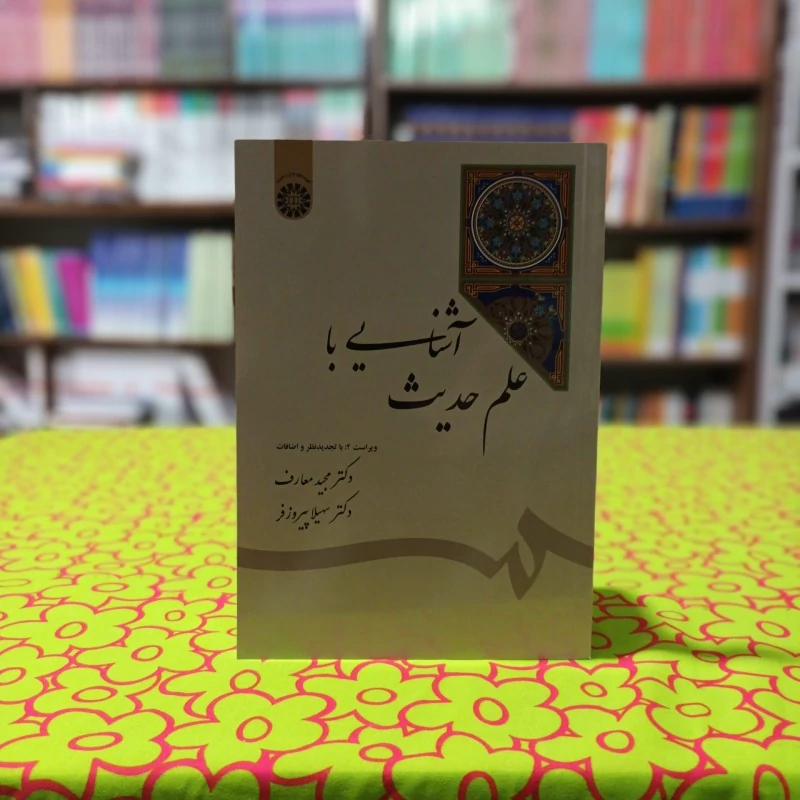 آشنایی با
علم حدیث
ویراست ۲: با تجدیدنظر و اضافات
دکتر مجید معارف
دکتر سهیلا پیروزفر